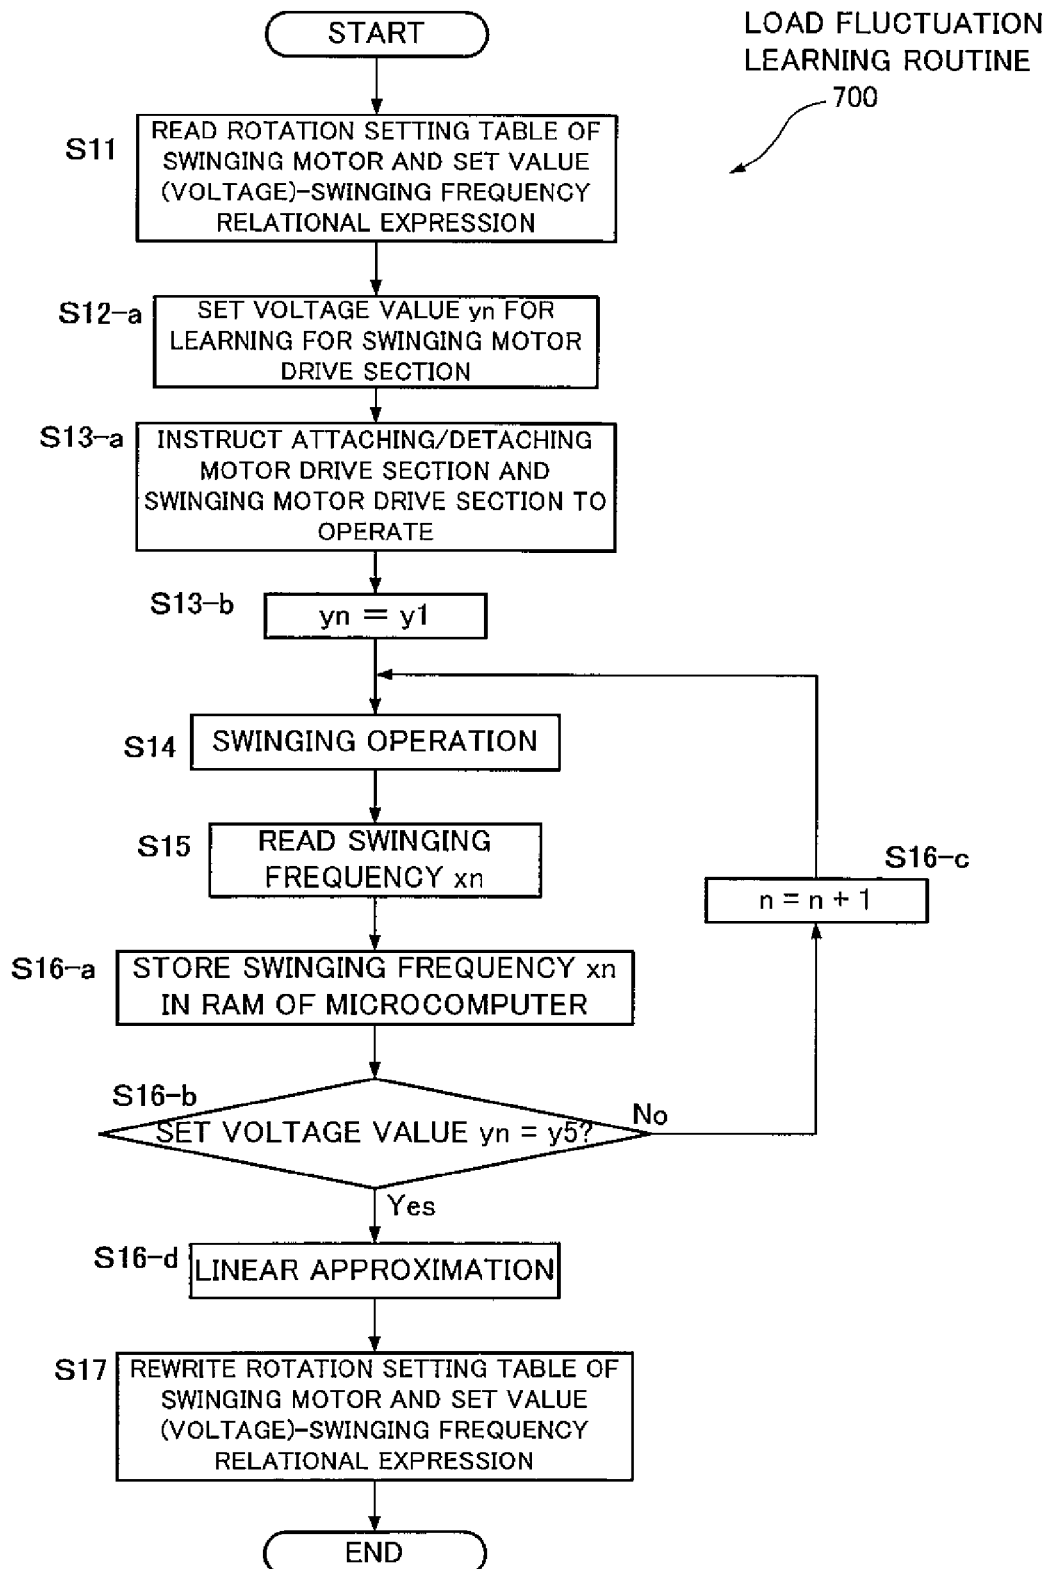 START
LOAD FLUCTUATION
LEARNING ROUTINE
700
S11
READ ROTATION SETTING TABLE OF
SWINGING MOTOR AND SET VALUE
(VOLTAGE)-SWINGING FREQUENCY
RELATIONAL EXPRESSION
S12-a
SET VOLTAGE VALUE yn FOR
LEARNING FOR SWINGING MOTOR
DRIVE SECTION
S13-a
INSTRUCT ATTACHING/DETACHING
MOTOR DRIVE SECTION AND
SWINGING MOTOR DRIVE SECTION TO
OPERATE
S13-b
yn = y1
S14
SWINGING OPERATION
S15
READ SWINGING
FREQUENCY xn
S16-c
n = n + 1
S16-a
STORE SWINGING FREQUENCY xn
IN RAM OF MICROCOMPUTER
S16-b
SET VOLTAGE VALUE yn = y5?
No
Yes
S16-d
LINEAR APPROXIMATION
S17
REWRITE ROTATION SETTING TABLE OF
SWINGING MOTOR AND SET VALUE
(VOLTAGE)-SWINGING FREQUENCY
RELATIONAL EXPRESSION
END